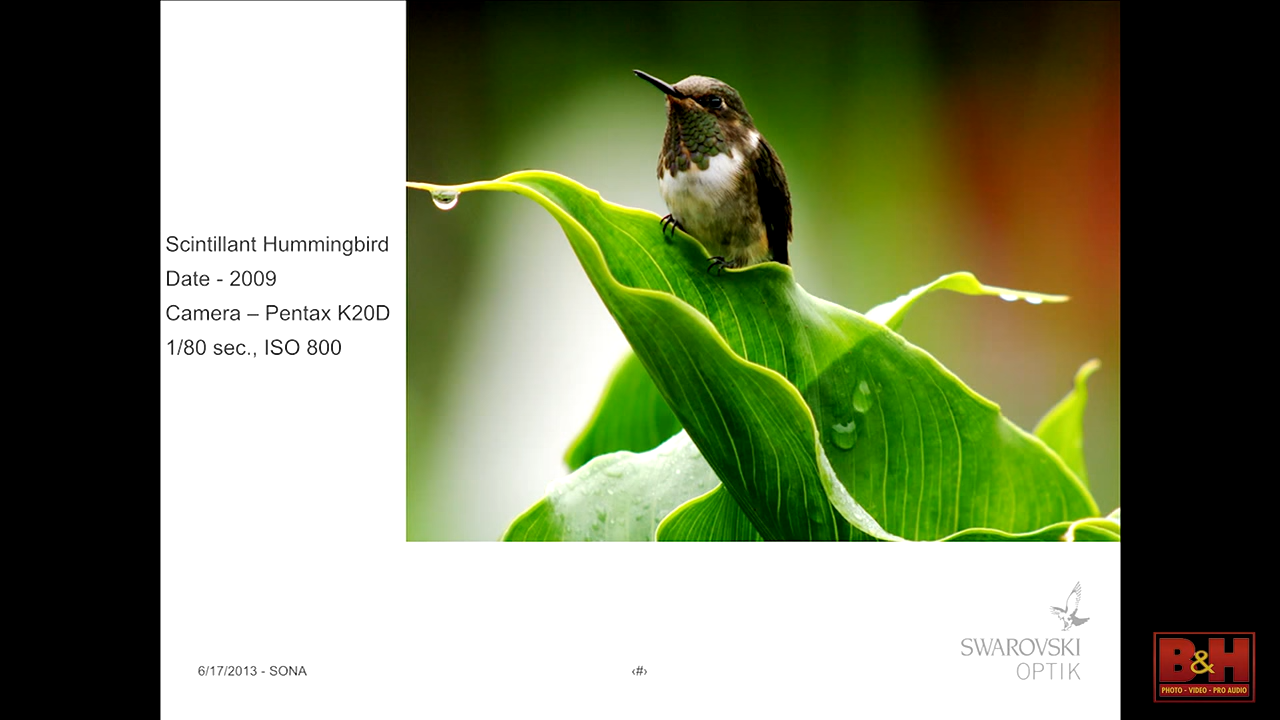 Scintillant Hummingbird
Date - 2009
Camera – Pentax K20D
1/80 sec., ISO 800
6/17/2013 - SONA
‹#›
SWAROVSKI
OPTIK
B&H
PHOTO - VIDEO - PRO AUDIO